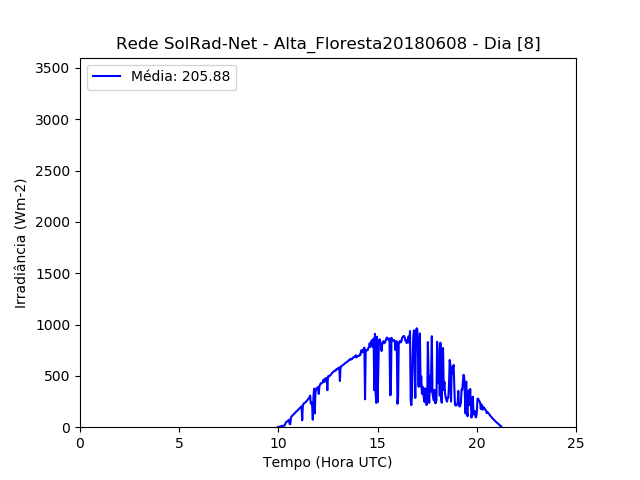 Rede SolRad-Net - Alta_Floresta20180608 - Dia [8]
Média: 205.88
Irradiância (Wm-2)
3500
3000
2500
2000
1500
1000
500
0
0 5 10 15 20 25
Tempo (Hora UTC)